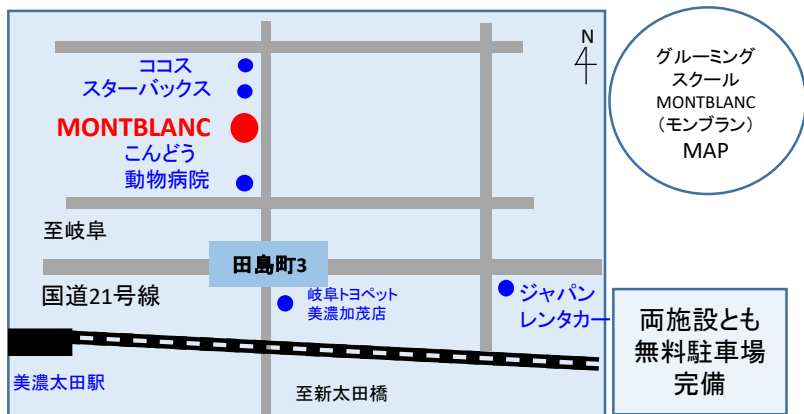 ココス
スターバックス
MONTBLANC
こんどう
動物病院
至岐阜
田島町3
国道21号線
岐阜トヨペット
美濃加茂店
ジャパン
レンタカー
美濃太田駅
至新太田橋
N
グルーミング
スクール
MONTBLANC
（モンブラン）
MAP
両施設とも
無料駐車場
完備